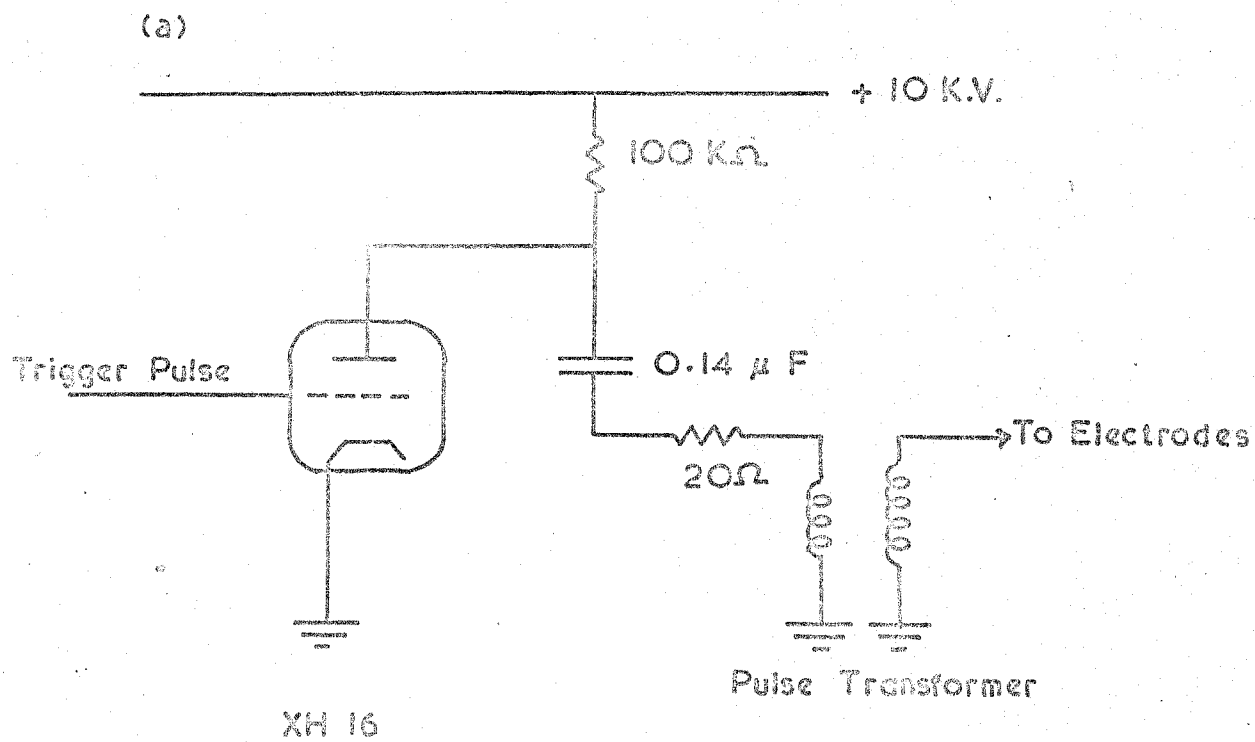 (a)
+ 10 K.V.
100 KΩ
Trigger Pulse
0.14 μ F
To Electrodes
20Ω
Pulse Transformer
XH 16